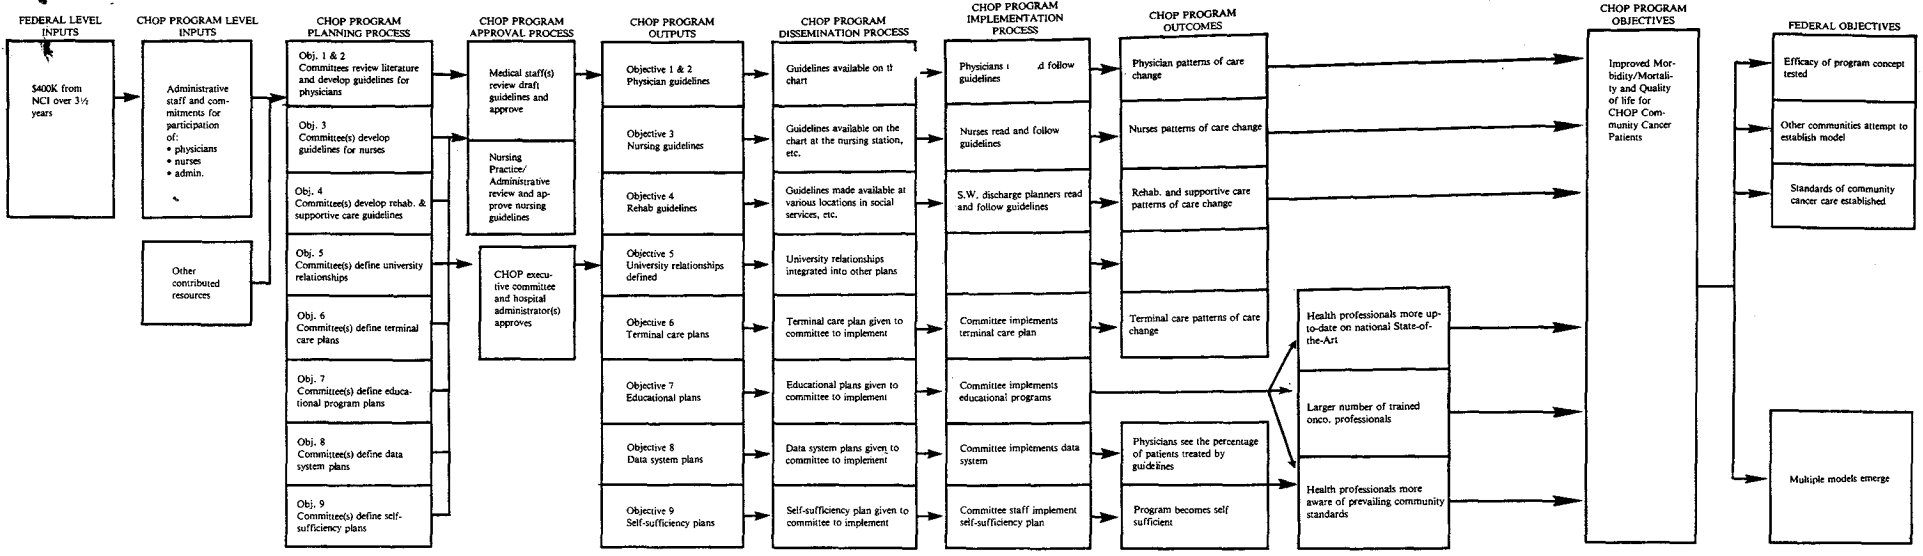 FEDERAL LEVEL
INPUTS
$400K from
NCI over 3½
years
CHOP PROGRAM LEVEL
INPUTS
Administrative
staff and com-
mitments for
participation
of:
• physicians
• nurses
• admin.
Other
contributed
resources
CHOP PROGRAM
PLANNING PROCESS
Obj. 1 & 2
Committees review literature
and develop guidelines for
physicians
Obj. 3
Committee(s) develop
guidelines for nurses
Obj. 4
Committee(s) develop rehab. &
supportive care guidelines
Obj. 5
Committee(s) define university
relationships
Obj. 6
Committee(s) define terminal
care plans
Obj. 7
Committee(s) define educa-
tional program plans
Obj. 8
Committee(s) define data
system plans
Obj. 9
Committee(s) define self-
sufficiency plans
CHOP PROGRAM
APPROVAL PROCESS
Medical staff(s)
review draft
guidelines and
approve
Nursing
Practice/
Administrative
review and ap-
prove nursing
guidelines
CHOP execu-
tive committee
and hospital
administrator(s)
approves
CHOP PROGRAM
OUTPUTS
Objective 1 & 2
Physician guidelines
Objective 3
Nursing guidelines
Objective 4
Rehab guidelines
Objective 5
University relationships
defined
Objective 6
Terminal care plans
Objective 7
Educational plans
Objective 8
Data system plans
Objective 9
Self-sufficiency plans
CHOP PROGRAM
DISSEMINATION PROCESS
Guidelines available on
chart
Guidelines available on the
chart at the nursing station,
etc.
Guidelines made available at
various locations in social
services, etc.
University relationships
integrated into other plans
Terminal care plan given to
committee to implement
Educational plans given to
committee to implement
Data system plans given to
committee to implement
Self-sufficiency plan given to
committee to implement
CHOP PROGRAM
IMPLEMENTATION
PROCESS
Physicians follow
guidelines
Nurses read and follow
guidelines
S.W. discharge planners read
and follow guidelines
Committee implements
terminal care plan
Committee implements
educational programs
Committee implements data
system
Committee staff implement
self-sufficiency plan
CHOP PROGRAM
OUTCOMES
Physician patterns of care
change
Nurses patterns of care change
Rehab. and supportive care
patterns of care change
Terminal care patterns of care
change
Physicians see the percentage
of patients treated by
guidelines
Program becomes self
sufficient
Health professionals more up-
to-date on national State-of-
the-Art
Larger number of trained
onco. professionals
Health professionals more
aware of prevailing community
standards
CHOP PROGRAM
OBJECTIVES
Improved Mor-
bidity/Mortali-
ty and Quality
of life for
CHOP Com-
munity Cancer
Patients
FEDERAL OBJECTIVES
Efficacy of program concept
tested
Other communities attempt to
establish model
Standards of community
cancer care established
Multiple models emerge